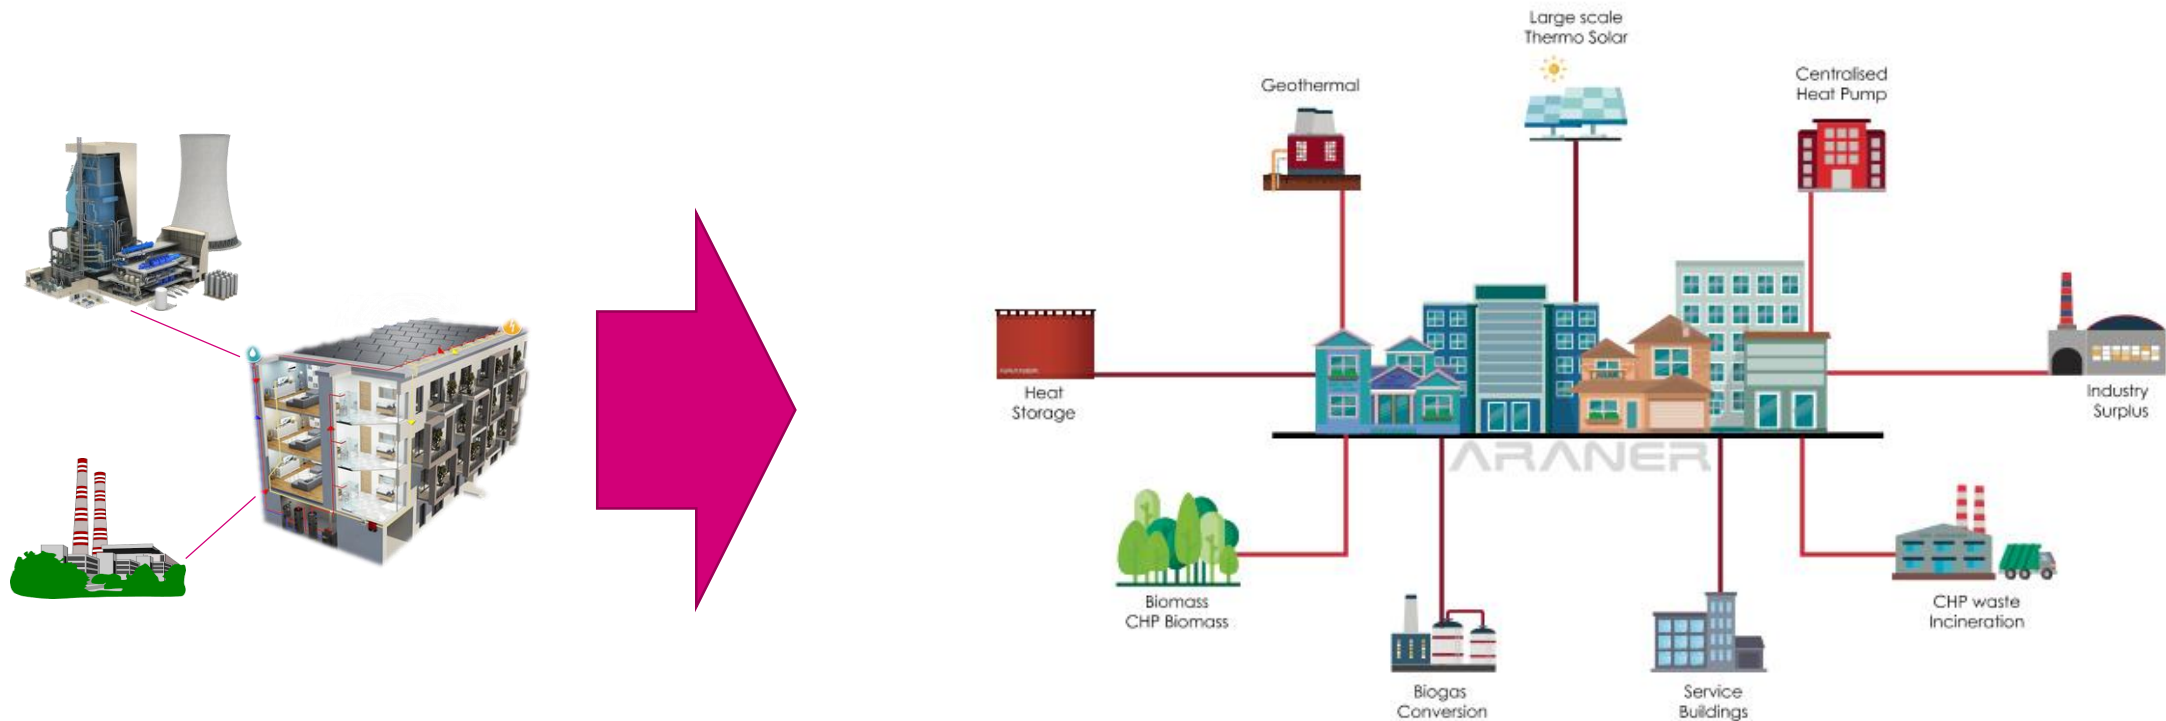 Large scale
Thermo Solar
Geothermal
Centralised
Heat Pump
Heat
Storage
Industry
Surplus
ARANER
Biomass
CHP Biomass
CHP waste
Incineration
Biogas
Conversion
Service
Buildings